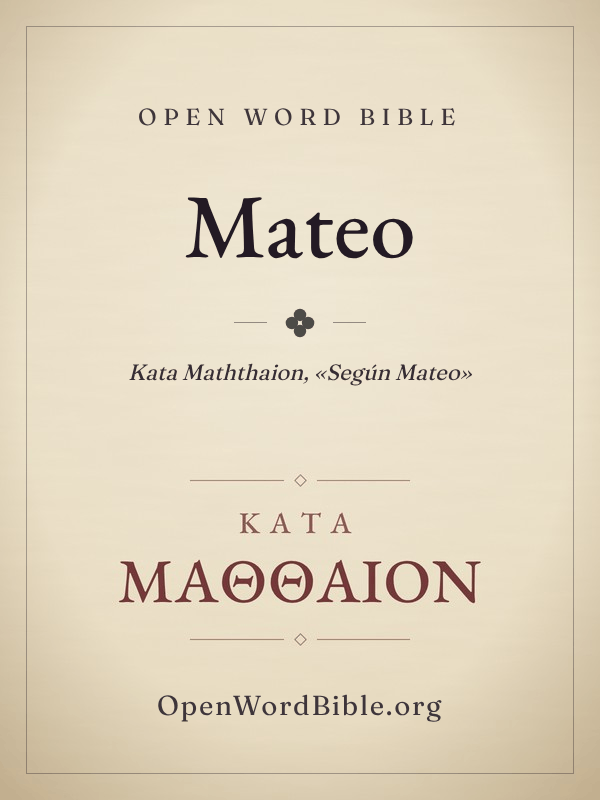 OPEN WORD BIBLE
Mateo
Kata Maththaion, «Según Mateo»
ΚΑΤΑ
ΜΑΘΘΑΙΟΝ
OpenWordBible.org